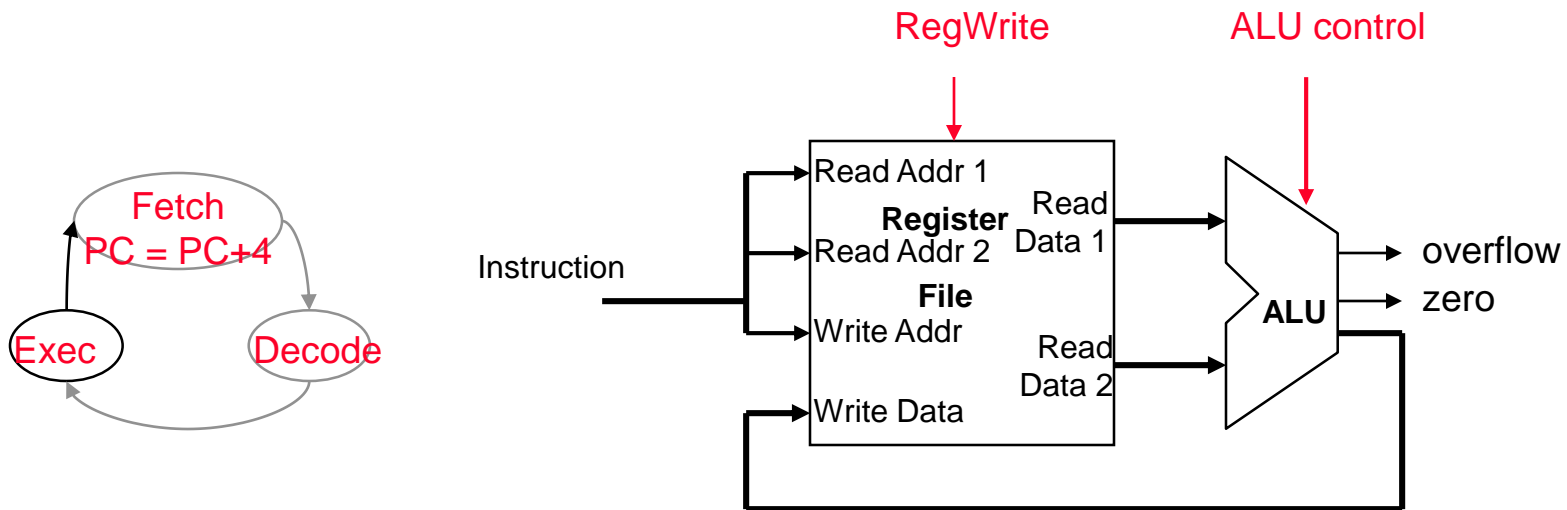 RegWrite
ALU control
Fetch
PC = PC+4
Exec
Decode
Instruction
Read Addr 1
Register
Read Addr 2
File
Write Addr
Write Data
Read
Data 1
Read
Data 2
ALU
overflow
zero